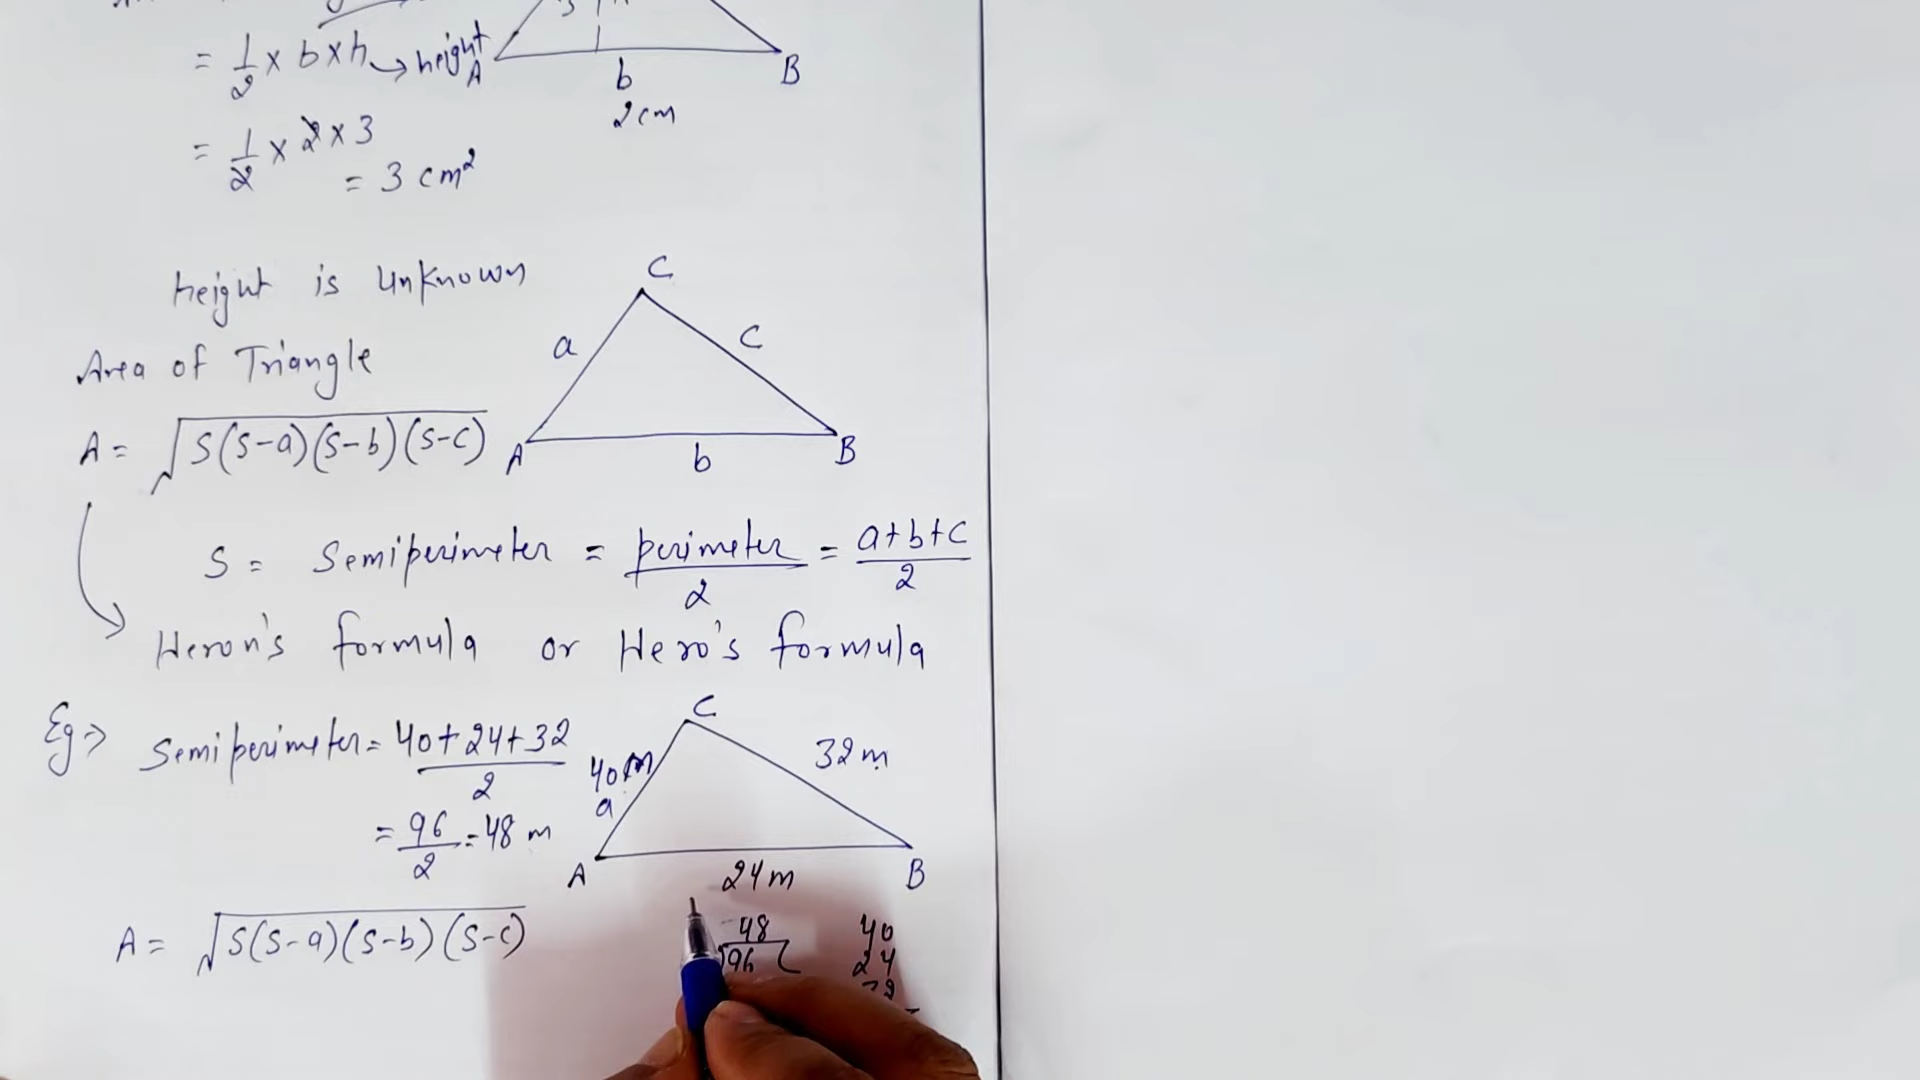 = 1/2 × b × h → height
A
b
B
2 cm
= 1/2 × 2 × 3
= 3 cm²
height is unknown
C
Area of Triangle
a
c
A = √S(S-a)(S-b)(S-c)
A
b
B
S = Semiperimeter = perimeter/2 = a+b+c/2
Heron's formula or Hero's formula
C
Eg→ Semiperimeter = 40+24+32/2
40m
32m
a
= 96/2 = 48 m
A
24m
B
A = √S(S-a)(S-b)(S-c)
48
96
40
24